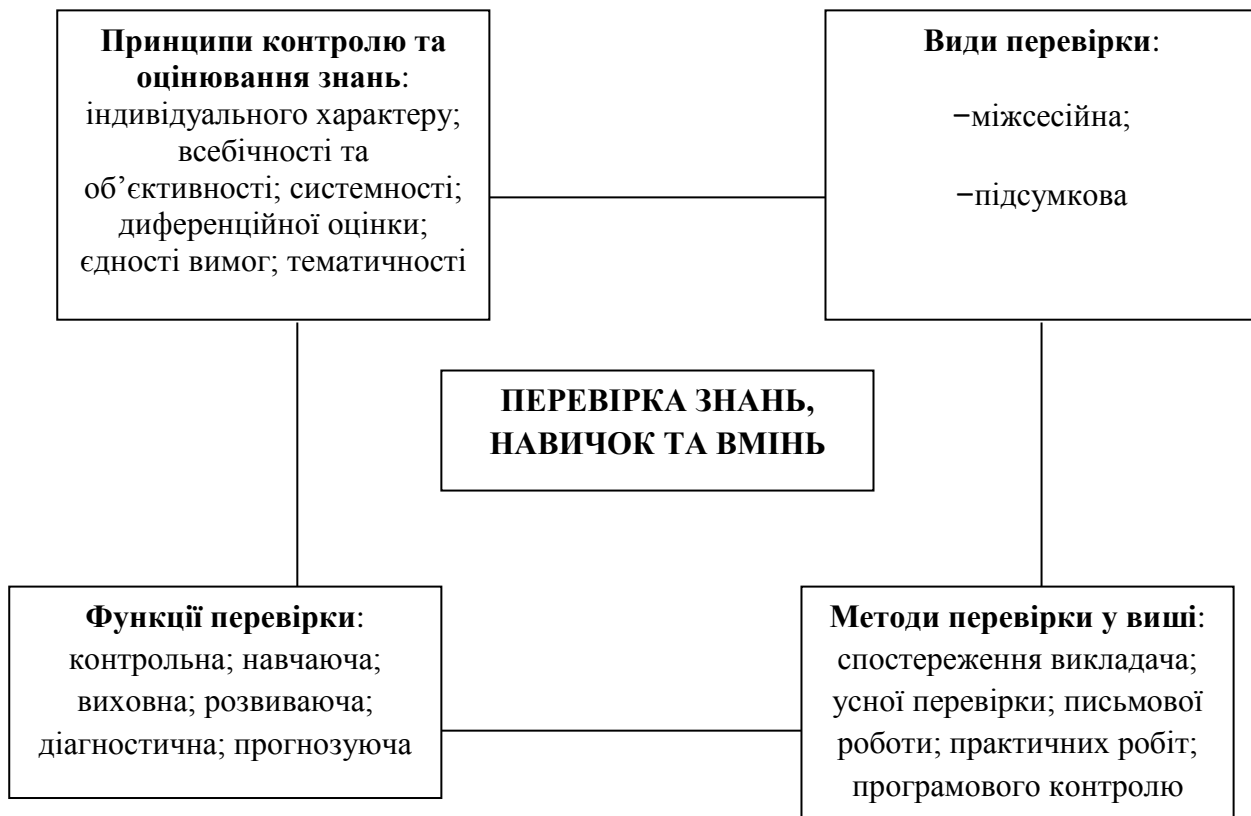 Принципи контролю та
оцінювання знань:
індивідуального характеру;
всебічності та
об’єктивності; системності;
диференційної оцінки;
єдності вимог; тематичності
Види перевірки:
−міжсесійна;
−підсумкова
ПЕРЕВІРКА ЗНАНЬ,
НАВИЧОК ТА ВМІНЬ
Функції перевірки:
контрольна; навчаюча;
виховна; розвиваюча;
діагностична; прогнозуюча
Методи перевірки у виші:
спостереження викладача;
усної перевірки; письмової
роботи; практичних робіт;
програмового контролю